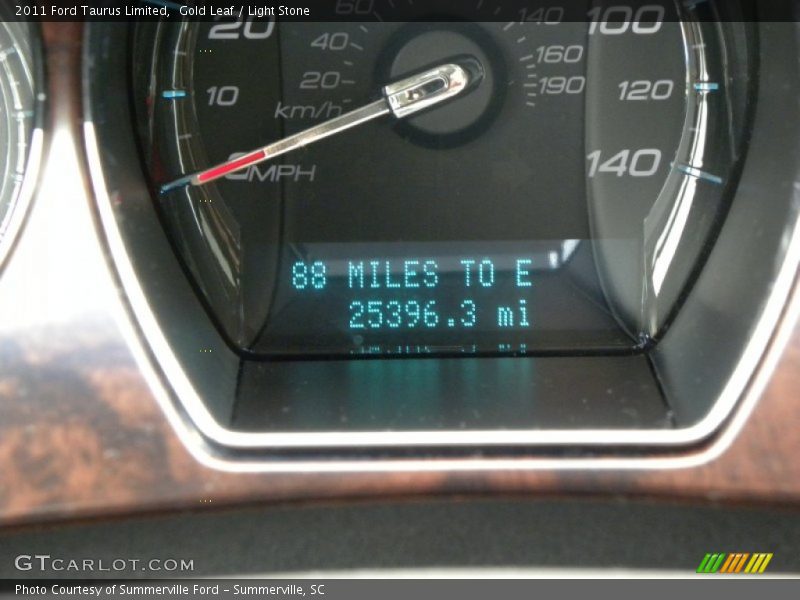 2011 Ford Taurus Limited, Gold Leaf / Light Stone
20
10
0 MPH
60
40
20
km/h
140
160
190
100
120
140
88 MILES TO E
25396.3 mi
GTCARLOT.COM
Photo Courtesy of Summerville Ford - Summerville, SC